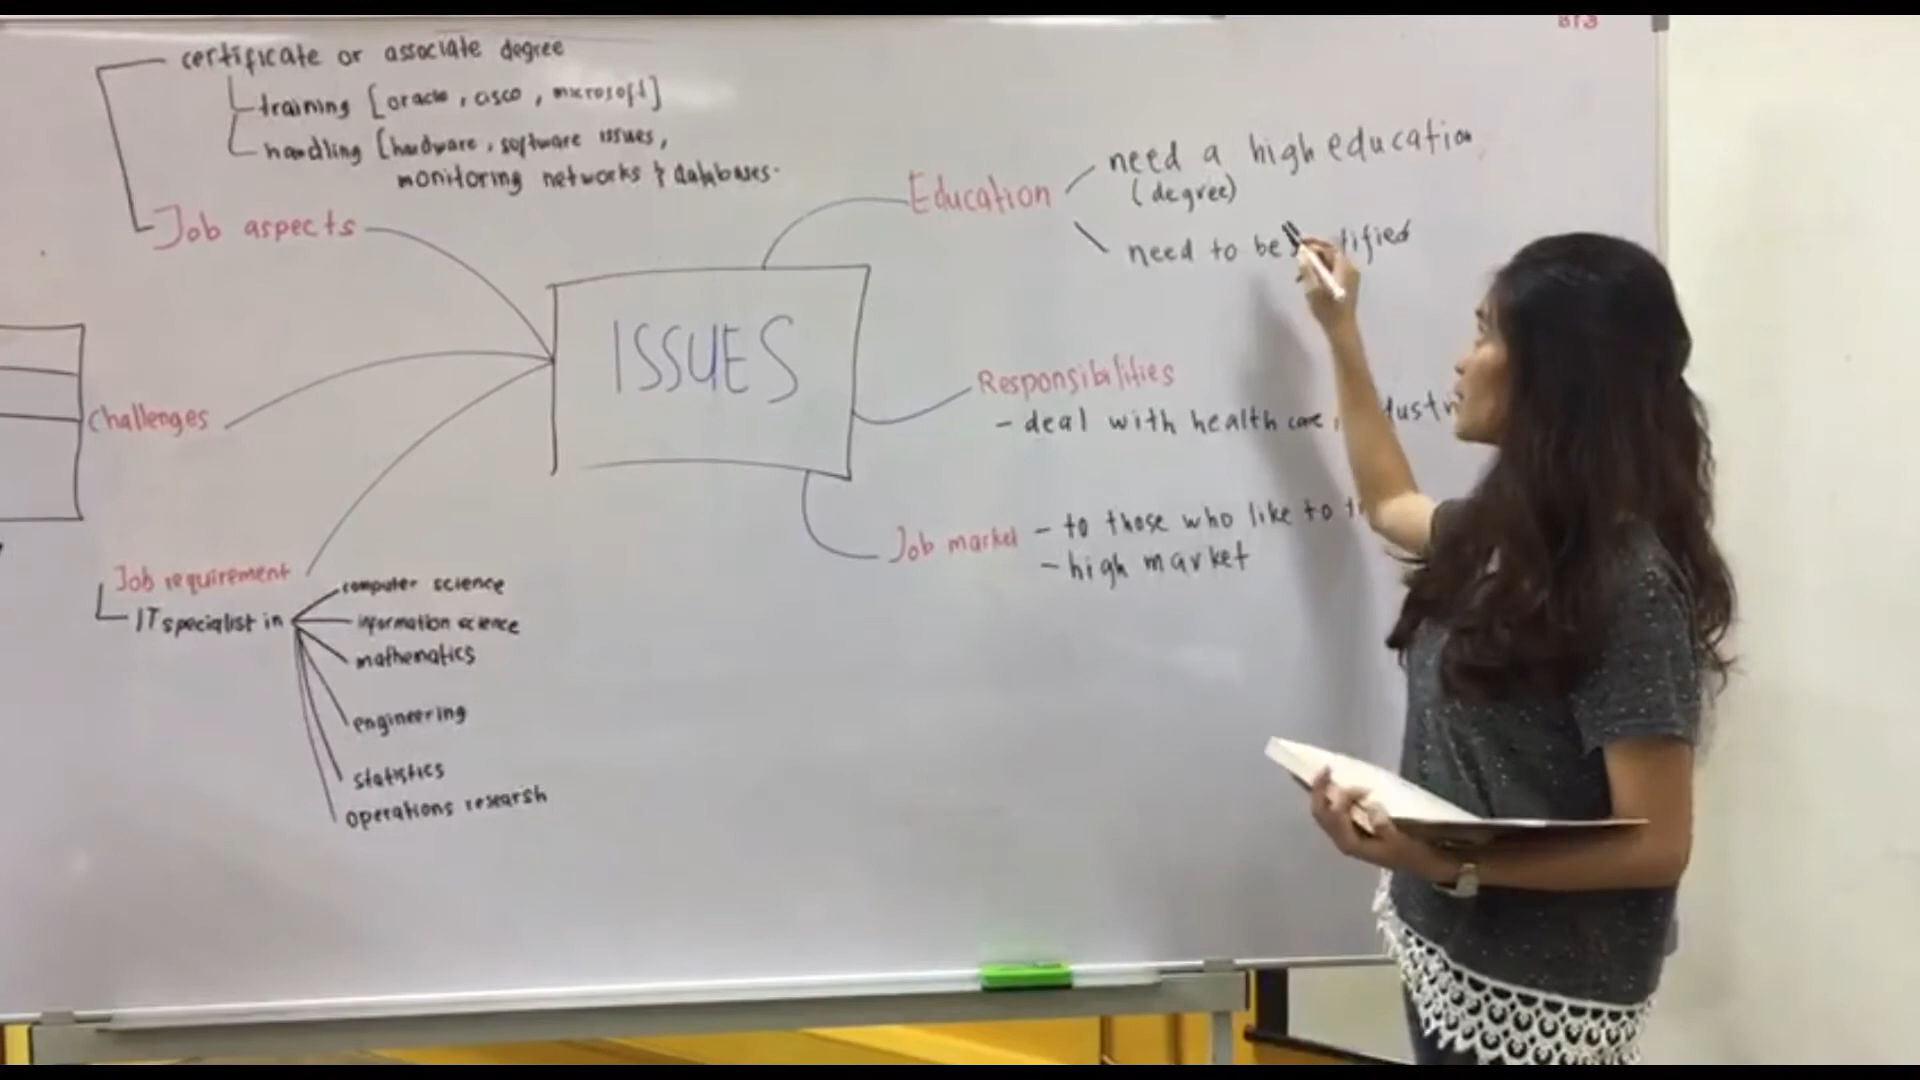 certificate or associate degree
training [oracle, cisco, microsoft]
handling [hardware, software issues,
monitoring networks & databases.
Job aspects
Challenges
Job requirement
IT specialist in
computer science
information science
mathematics
engineering
statistics
operations researsh
ISSUES
Education
need a high education
(degree)
need to be
Responsibilities
- deal with health care
Job market
- to those who like to
- high market